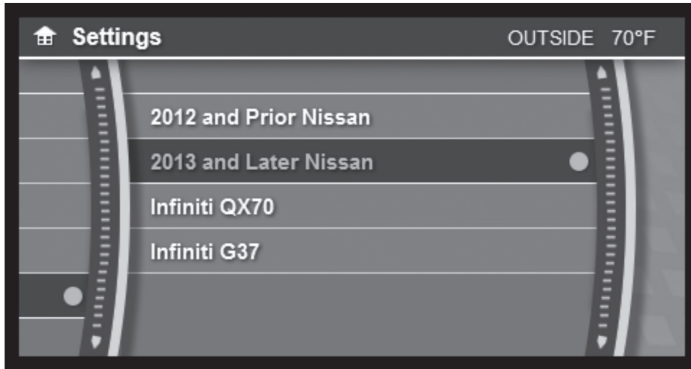 Settings OUTSIDE 70°F
2012 and Prior Nissan
2013 and Later Nissan
Infiniti QX70
Infiniti G37